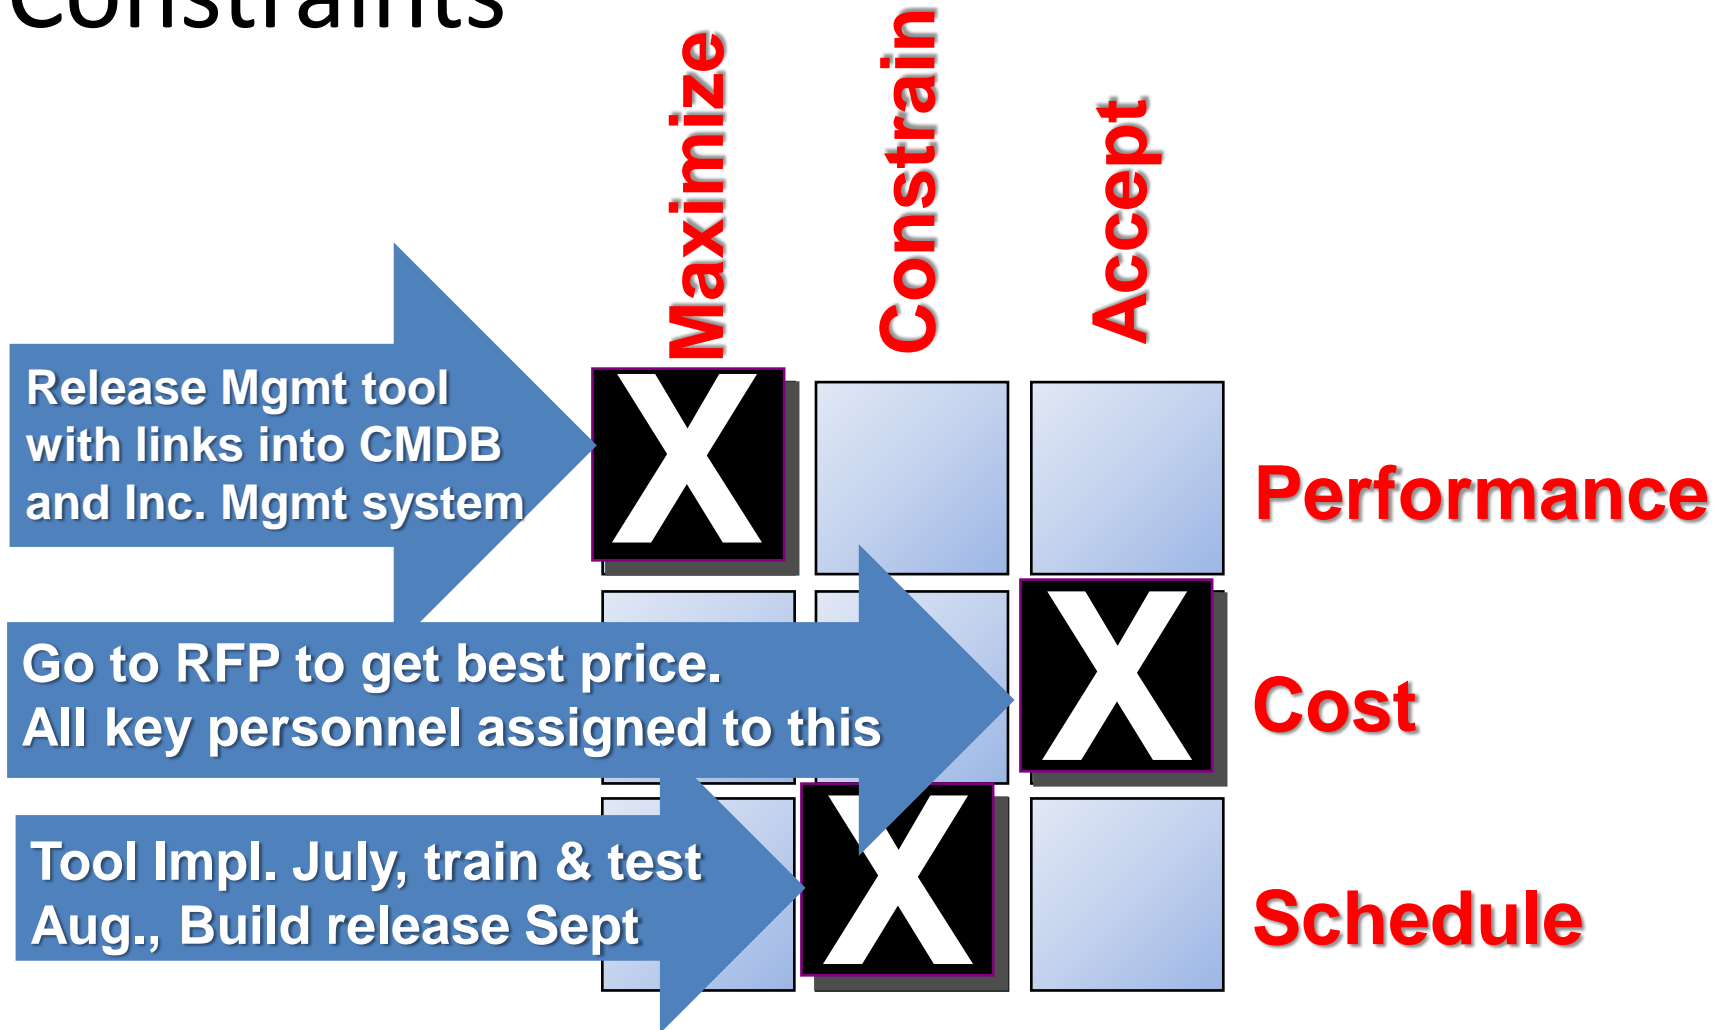 Constraints
Maximize
Constrain
Accept
Release Mgmt tool
with links into CMDB
and Inc. Mgmt system
X
Performance
Go to RFP to get best price.
All key personnel assigned to this
X
Cost
Tool Impl. July, train & test
Aug., Build release Sept
X
Schedule